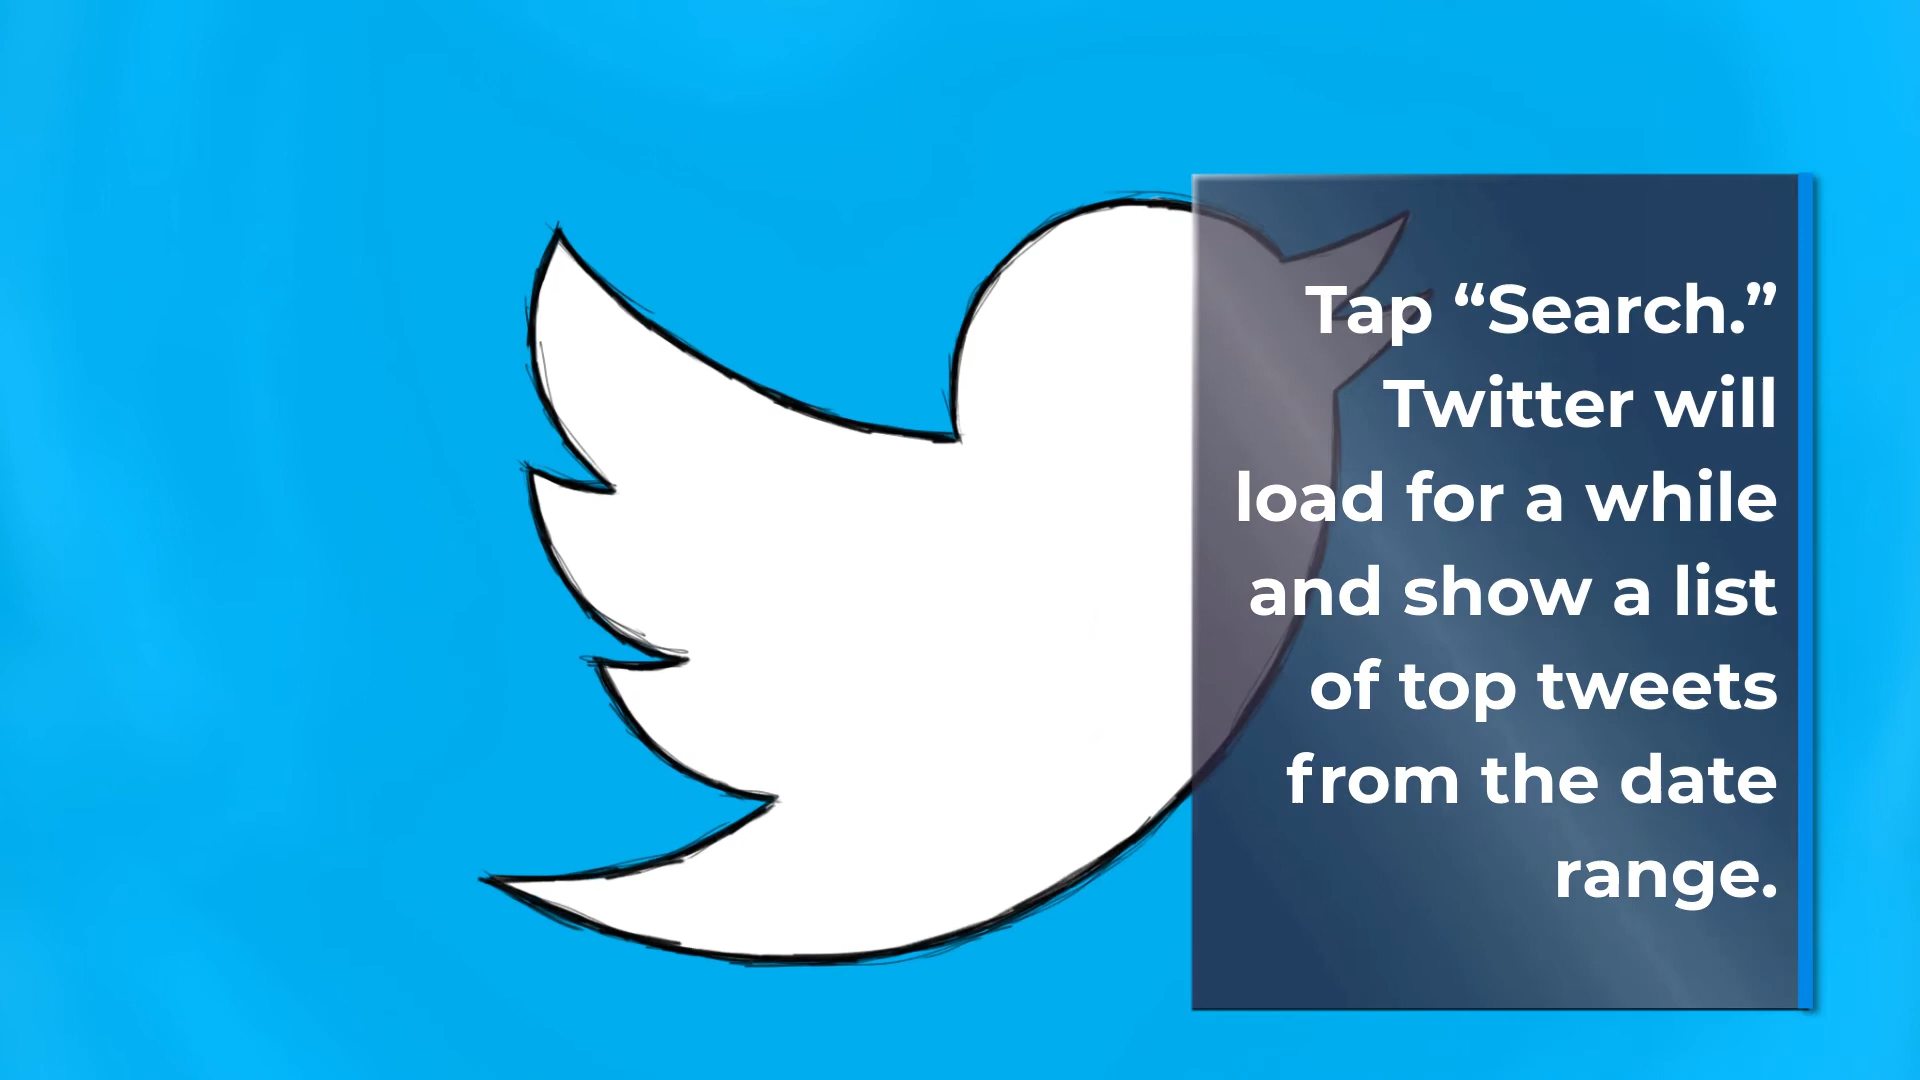 Tap “Search.”
Twitter will
load for a while
and show a list
of top tweets
from the date
range.